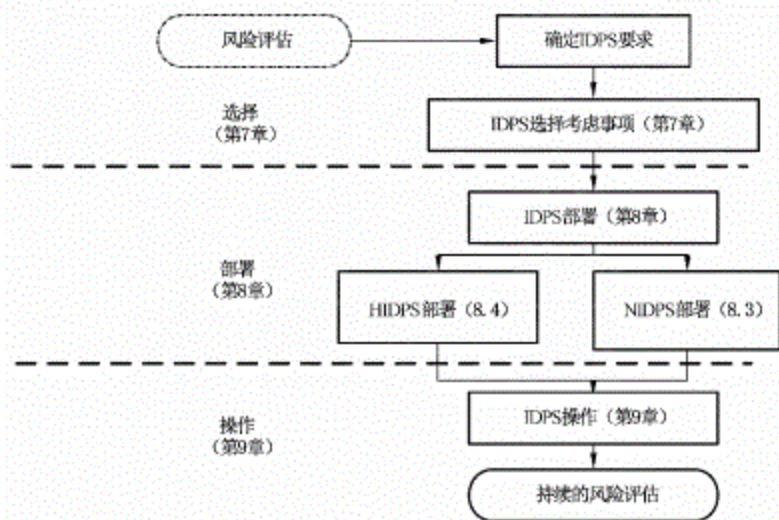 风险评估
确定IDPS要求
选择
(第7章)
IDPS选择考虑事项(第7章)
IDPS部署(第8章)
部署
(第8章)
HIDPS部署(8.4)
NIDPS部署(8.3)
操作
(第9章)
IDPS操作(第9章)
持续的风险评估